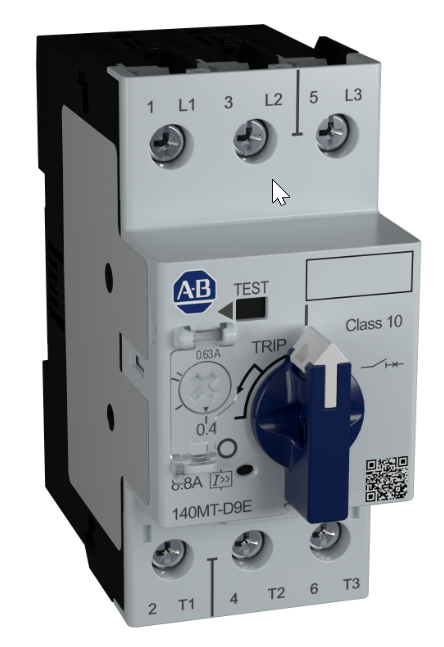 1 L1 3 L2 5 L3
A-B
TEST
Class 10
0.63A
TRIP
0.4
8.8A I>>
140MT-D9E
2 T1 4 T2 6 T3